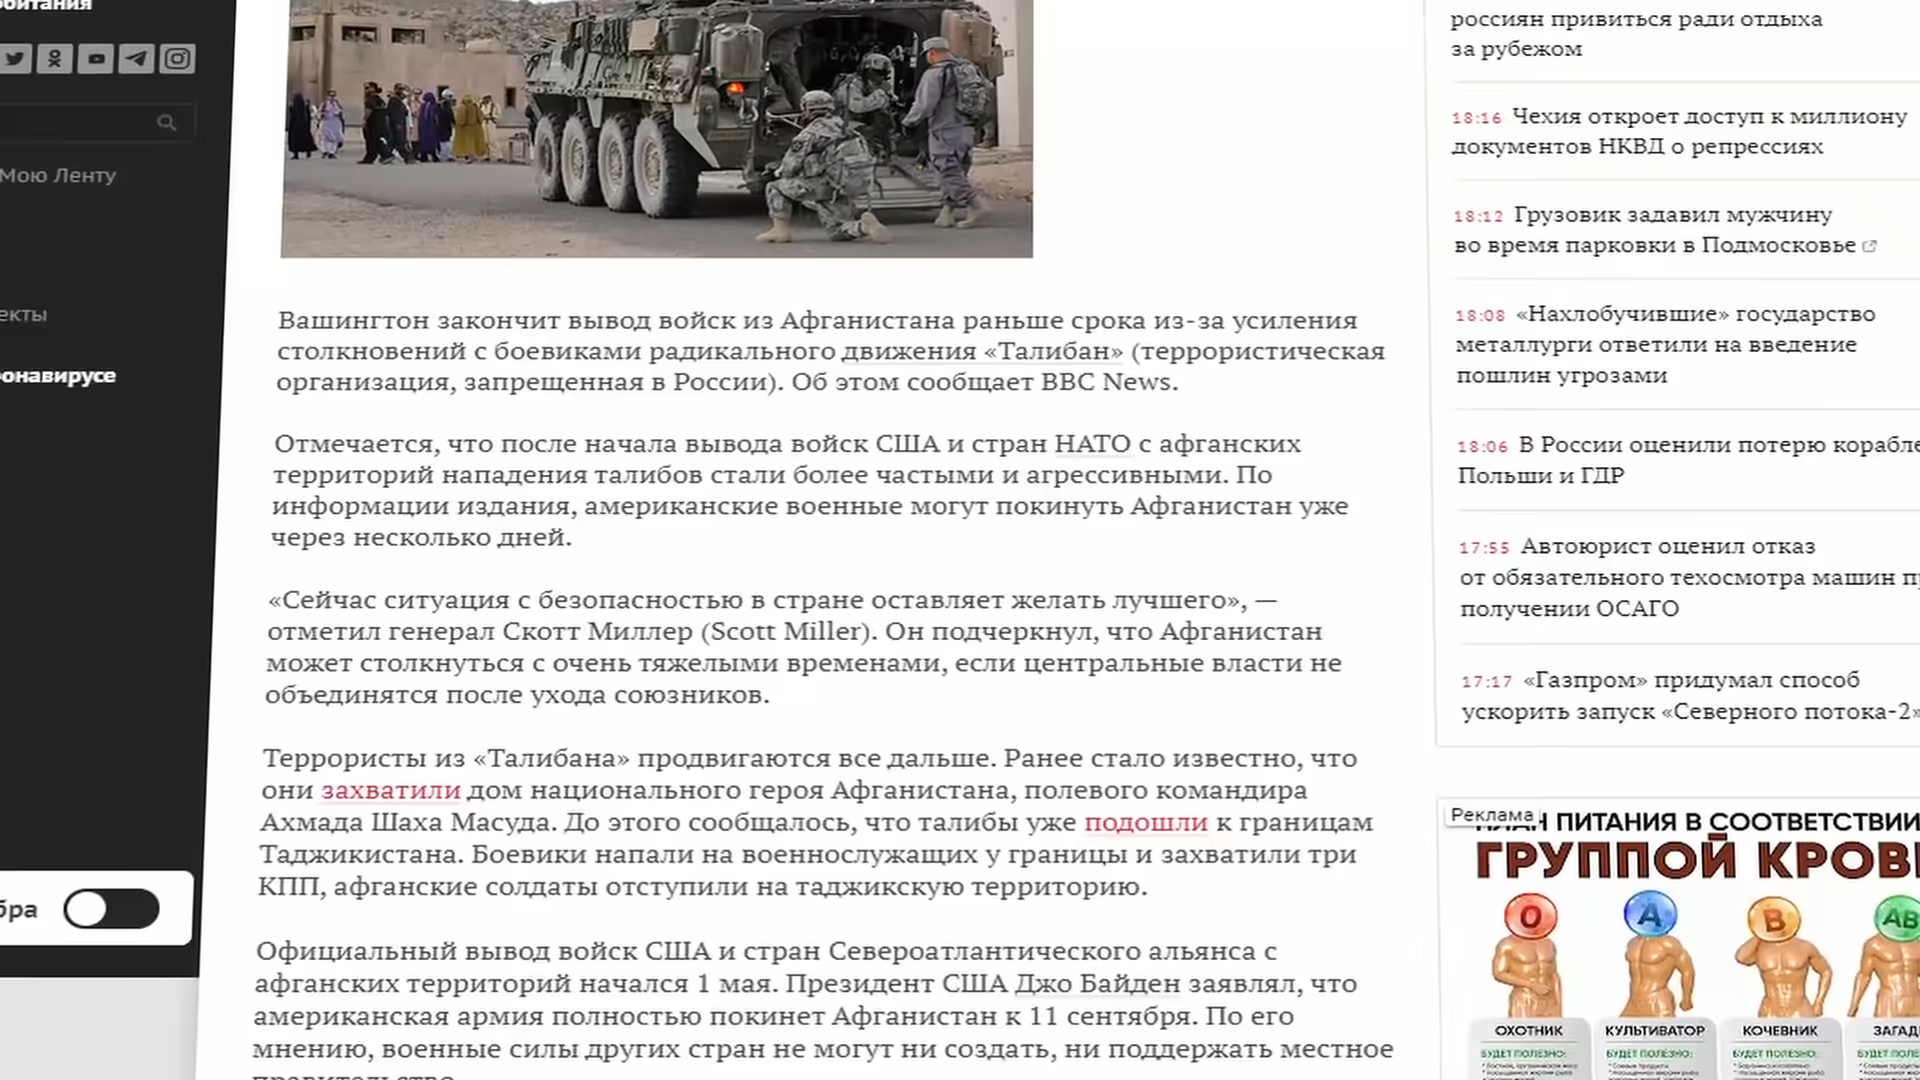 Мою Ленту
Вашингтон закончит вывод войск из Афганистана раньше срока из-за усиления
столкновений с боевиками радикального движения «Талибан» (террористическая
организация, запрещенная в России). Об этом сообщает BBC News.
Отмечается, что после начала вывода войск США и стран НАТО с афганских
территорий нападения талибов стали более частыми и агрессивными. По
информации издания, американские военные могут покинуть Афганистан уже
через несколько дней.
«Сейчас ситуация с безопасностью в стране оставляет желать лучшего», —
отметил генерал Скотт Миллер (Scott Miller). Он подчеркнул, что Афганистан
может столкнуться с очень тяжелыми временами, если центральные власти не
объединятся после ухода союзников.
Террористы из «Талибана» продвигаются все дальше. Ранее стало известно, что
они захватили дом национального героя Афганистана, полевого командира
Ахмада Шаха Масуда. До этого сообщалось, что талибы уже подошли к границам
Таджикистана. Боевики напали на военнослужащих у границы и захватили три
КПП, афганские солдаты отступили на таджикскую территорию.
Официальный вывод войск США и стран Североатлантического альянса с
афганских территорий начался 1 мая. Президент США Джо Байден заявлял, что
американская армия полностью покинет Афганистан к 11 сентября. По его
мнению, военные силы других стран не могут ни создать, ни поддержать местное
россиян привиться ради отдыха
за рубежом
18:16 Чехия откроет доступ к миллиону
документов НКВД о репрессиях
18:12 Грузовик задавил мужчину
во время парковки в Подмосковье
18:08 «Нахлобучившие» государство
металлурги ответили на введение
пошлин угрозами
18:06 В России оценили потерю корабле
Польши и ГДР
17:55 Автоюрист оценил отказ
от обязательного техосмотра машин
получении ОСАГО
17:17 «Газпром» придумал способ
ускорить запуск «Северного потока-2»
Реклама
ПИТАНИЯ В СООТВЕТСТВИИ
ГРУППОЙ КРОВ
O A B AB
ОХОТНИК КУЛЬТИВАТОР КОЧЕВНИК ЗАГАД
БУДЕТ ПОЛЕЗНО: БУДЕТ ПОЛЕЗНО: БУДЕТ ПОЛЕЗНО: